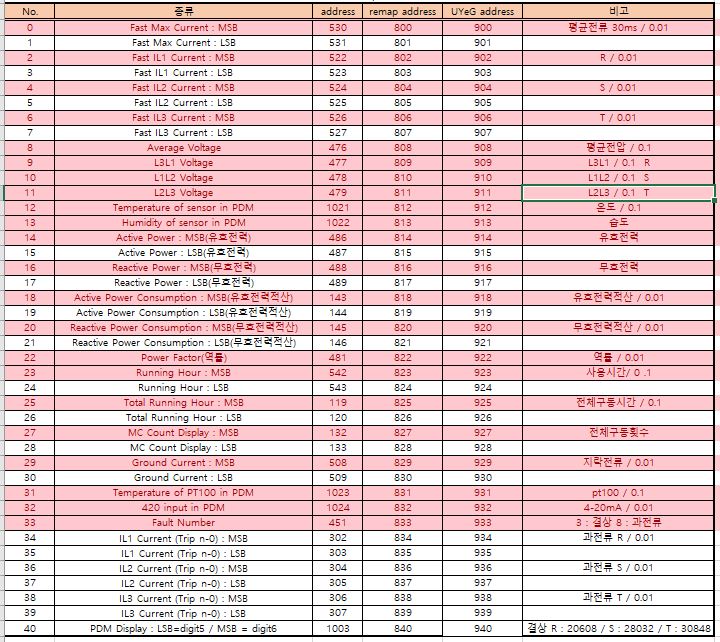 No. 종류 address remap address UYeG address 비고
0 Fast Max Current : MSB 530 800 900 평균전류 30ms / 0.01
1 Fast Max Current : LSB 531 801 901
2 Fast IL1 Current : MSB 522 802 902 R / 0.01
3 Fast IL1 Current : LSB 523 803 903
4 Fast IL2 Current : MSB 524 804 904 S / 0.01
5 Fast IL2 Current : LSB 525 805 905
6 Fast IL3 Current : MSB 526 806 906 T / 0.01
7 Fast IL3 Current : LSB 527 807 907
8 Average Voltage 476 808 908 평균전압 / 0.1
9 L3L1 Voltage 477 809 909 L3L1 / 0.1 R
10 L1L2 Voltage 478 810 910 L1L2 / 0.1 S
11 L2L3 Voltage 479 811 911 L2L3 / 0.1 T
12 Temperature of sensor in PDM 1021 812 912 온도 / 0.1
13 Humidity of sensor in PDM 1022 813 913 습도
14 Active Power : MSB(유효전력) 486 814 914 유효전력
15 Active Power : LSB(유효전력) 487 815 915
16 Reactive Power : MSB(무효전력) 488 816 916 무효전력
17 Reactive Power : LSB(무효전력) 489 817 917
18 Active Power Consumption : MSB(유효전력적산) 143 818 918 유효전력적산 / 0.01
19 Active Power Consumption : LSB(유효전력적산) 144 819 919
20 Reactive Power Consumption : MSB(무효전력적산) 145 820 920 무효전력적산 / 0.01
21 Reactive Power Consumption : LSB(무효전력적산) 146 821 921
22 Power Factor(역률) 481 822 922 역률 / 0.01
23 Running Hour : MSB 542 823 923 사용시간/ 0 .1
24 Running Hour : LSB 543 824 924
25 Total Running Hour : MSB 119 825 925 전체구동시간 / 0.1
26 Total Running Hour : LSB 120 826 926
27 MC Count Display : MSB 132 827 927 전체구동횟수
28 MC Count Display : LSB 133 828 928
29 Ground Current : MSB 508 829 929 지락전류 / 0.01
30 Ground Current : LSB 509 830 930
31 Temperature of PT100 in PDM 1023 831 931 pt100 / 0.1
32 420 input in PDM 1024 832 932 4-20mA / 0.01
33 Fault Number 451 833 933 3 : 결상 8 : 과전류
34 IL1 Current (Trip n-0) : MSB 302 834 934 과전류 R / 0.01
35 IL1 Current (Trip n-0) : LSB 303 835 935
36 IL2 Current (Trip n-0) : MSB 304 836 936 과전류 S / 0.01
37 IL2 Current (Trip n-0) : LSB 305 837 937
38 IL3 Current (Trip n-0) : MSB 306 838 938 과전류 T / 0.01
39 IL3 Current (Trip n-0) : LSB 307 839 939
40 PDM Display : LSB=digit5 / MSB = digit6 1003 840 940 결상 R : 20608 / S : 28032 / T : 30848